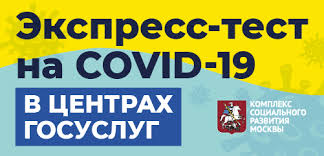 Экспресс-тест
на COVID-19
В ЦЕНТРАХ
ГОСУСЛУГ
КОМПЛЕКС
СОЦИАЛЬНОГО
РАЗВИТИЯ
МОСКВЫ